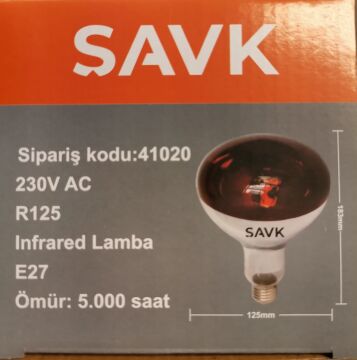 SAVK
Sipariş kodu:41020
230V AC
R125
Infrared Lamba
E27
Ömür: 5.000 saat
SAVK
183mm
125mm